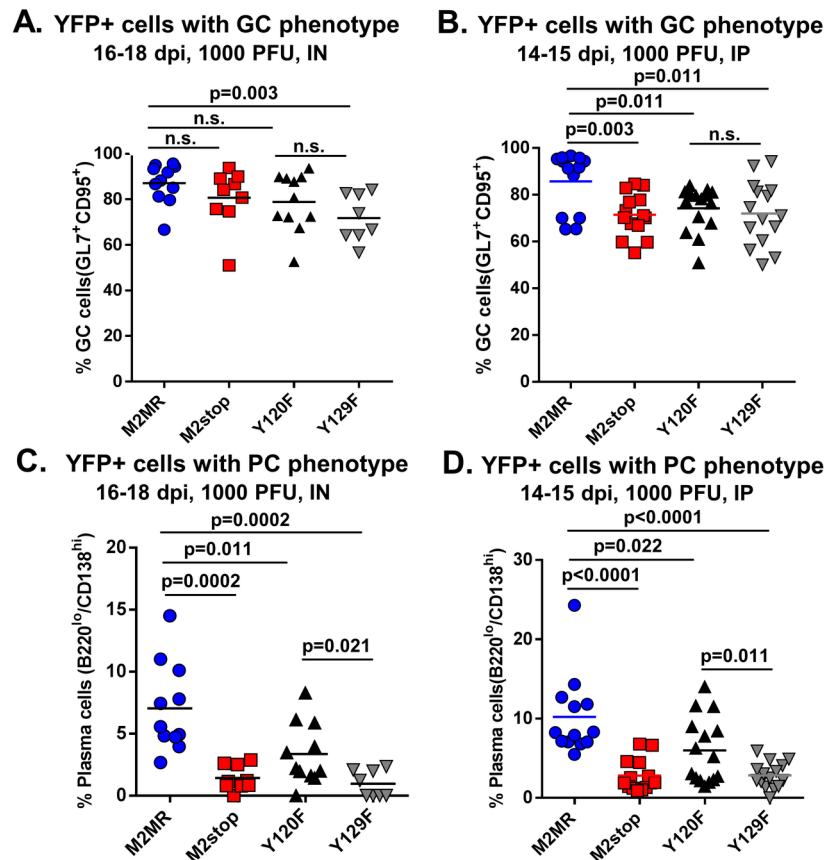 A. YFP+ cells with GC phenotype
16-18 dpi, 1000 PFU, IN
p=0.003
n.s.
n.s.
n.s.
100
80
60
40
20
0
% GC cells(GL7+CD95+)
M2MR
M2stop
Y120F
Y129F
B. YFP+ cells with GC phenotype
14-15 dpi, 1000 PFU, IP
p=0.011
p=0.011
p=0.003
n.s.
100
80
60
40
20
0
% GC cells(GL7+CD95+)
M2MR
M2stop
Y120F
Y129F
C. YFP+ cells with PC phenotype
16-18 dpi, 1000 PFU, IN
p=0.0002
p=0.011
p=0.0002
p=0.021
20
15
10
5
0
% Plasma cells (B220lo/CD138hi)
M2MR
M2stop
Y120F
Y129F
D. YFP+ cells with PC phenotype
14-15 dpi, 1000 PFU, IP
p<0.0001
p=0.022
p<0.0001
p=0.011
30
20
10
0
% Plasma cells(B220lo/CD138hi)
M2MR
M2stop
Y120F
Y129F